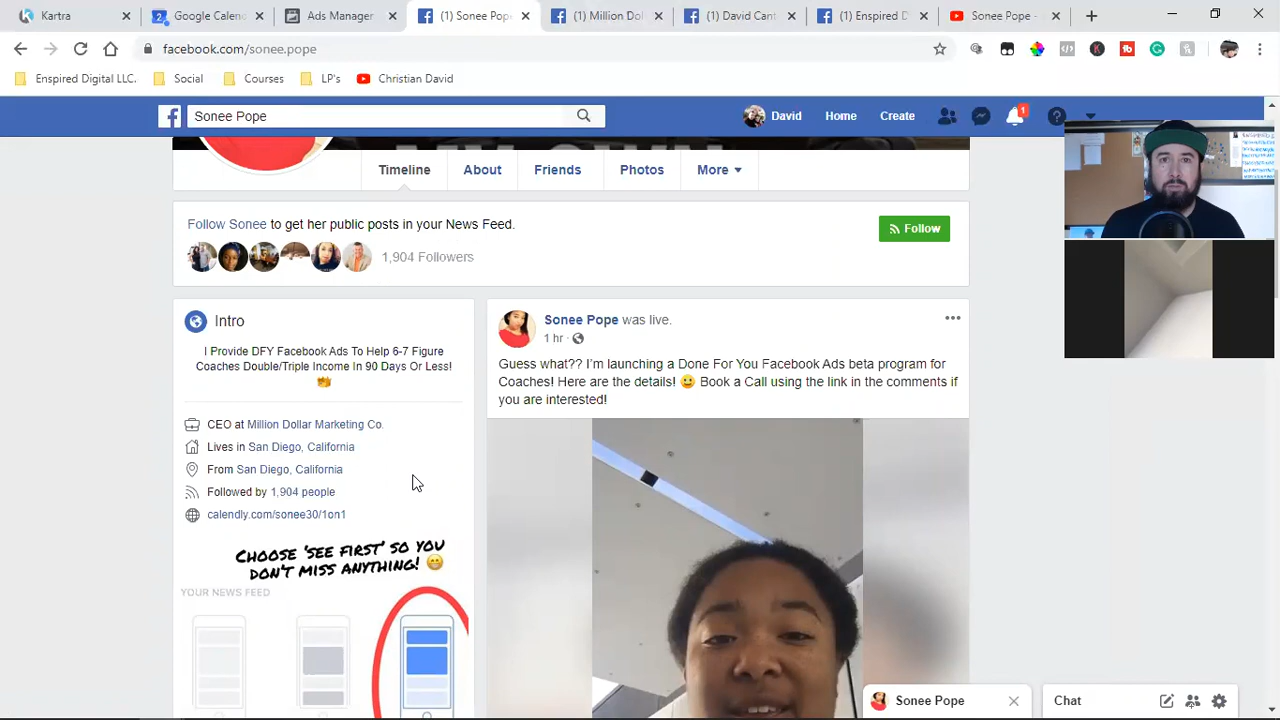 Kartra
Google Calen
Ads Manager
(1) Sonee Pope
(1) Million Dol
(1) David Cant
(1) Enspired D
Sonee Pope -
facebook.com/sonee.pope
Enspired Digital LLC.
Social
Courses
LP's
Christian David
Sonee Pope
David
Home
Create
1
Timeline
About
Friends
Photos
More
Follow Sonee to get her public posts in your News Feed.
Follow
1,904 Followers
Intro
I Provide DFY Facebook Ads To Help 6-7 Figure
Coaches Double/Triple Income In 90 Days Or Less!
CEO at Million Dollar Marketing Co.
Lives in San Diego, California
From San Diego, California
Followed by 1,904 people
calendly.com/sonee30/1on1
CHOOSE 'SEE FIRST' SO YOU
DON'T MISS ANYTHING!
YOUR NEWS FEED
Sonee Pope was live.
1 hr
Guess what?? I'm launching a Done For You Facebook Ads beta program for
Coaches! Here are the details! 😀 Book a Call using the link in the comments if
you are interested!
Sonee Pope
Chat